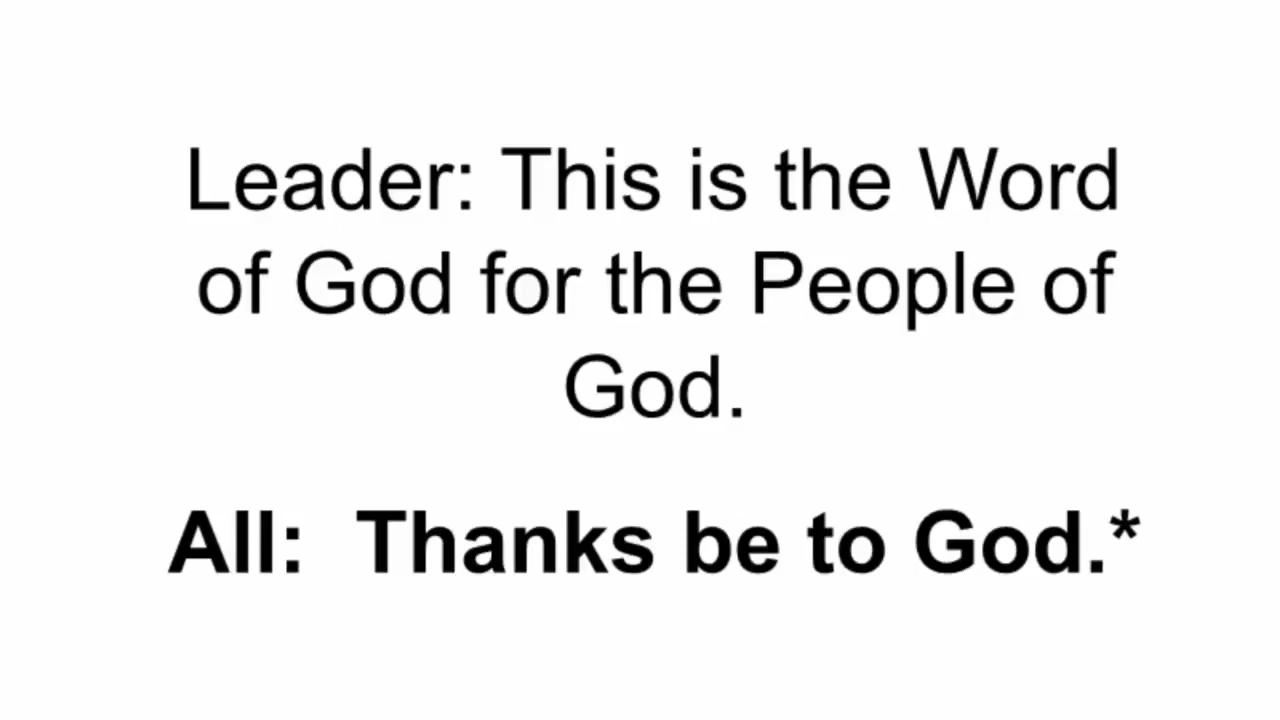 Leader: This is the Word
of God for the People of
God.
All:  Thanks be to God.*